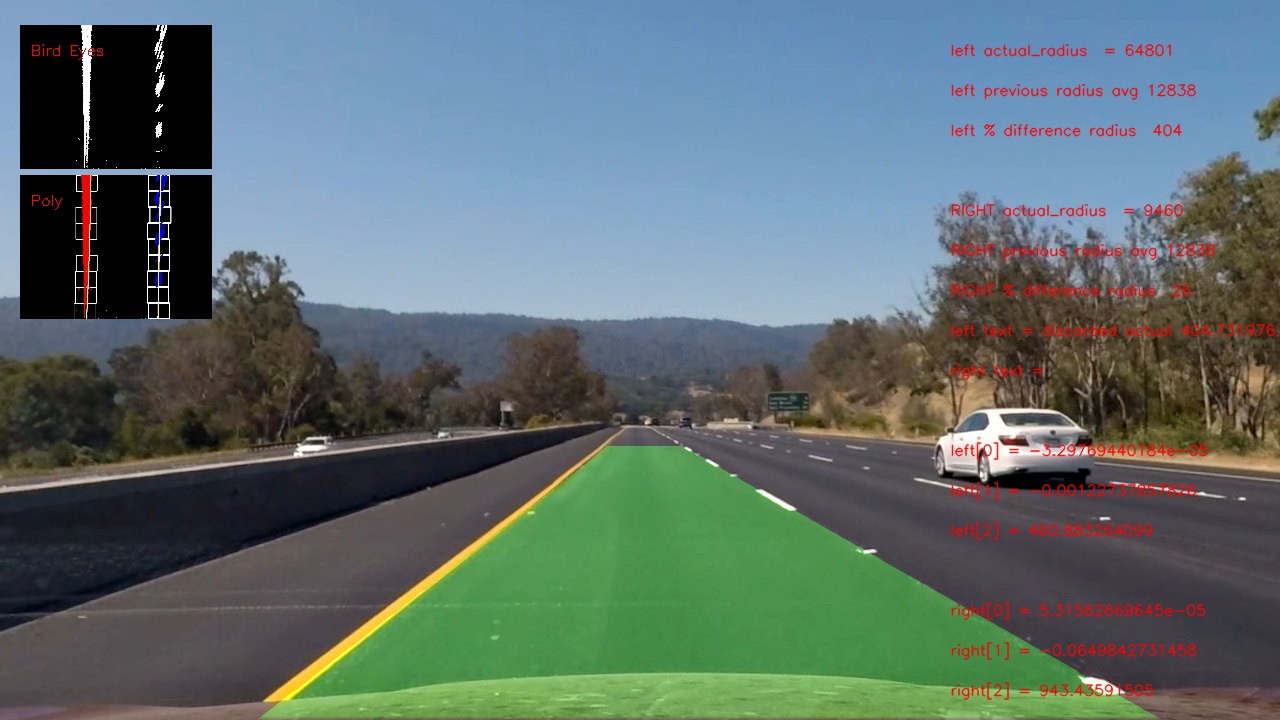 Bird Eyes
Poly
left actual_radius = 64801
left previous radius avg 12838
left % difference radius 404
RIGHT actual_radius = 9460
RIGHT previous radius avg 12838
RIGHT % difference radius 26
left text = discarded actual 404.731976
right text =
left[0] = -3.29769440184e-05
left[1] = -0.00122737857826
left[2] = 460.883264099
right[0] = 5.31562669645e-05
right[1] = -0.0649842731458
right[2] = 943.43591505